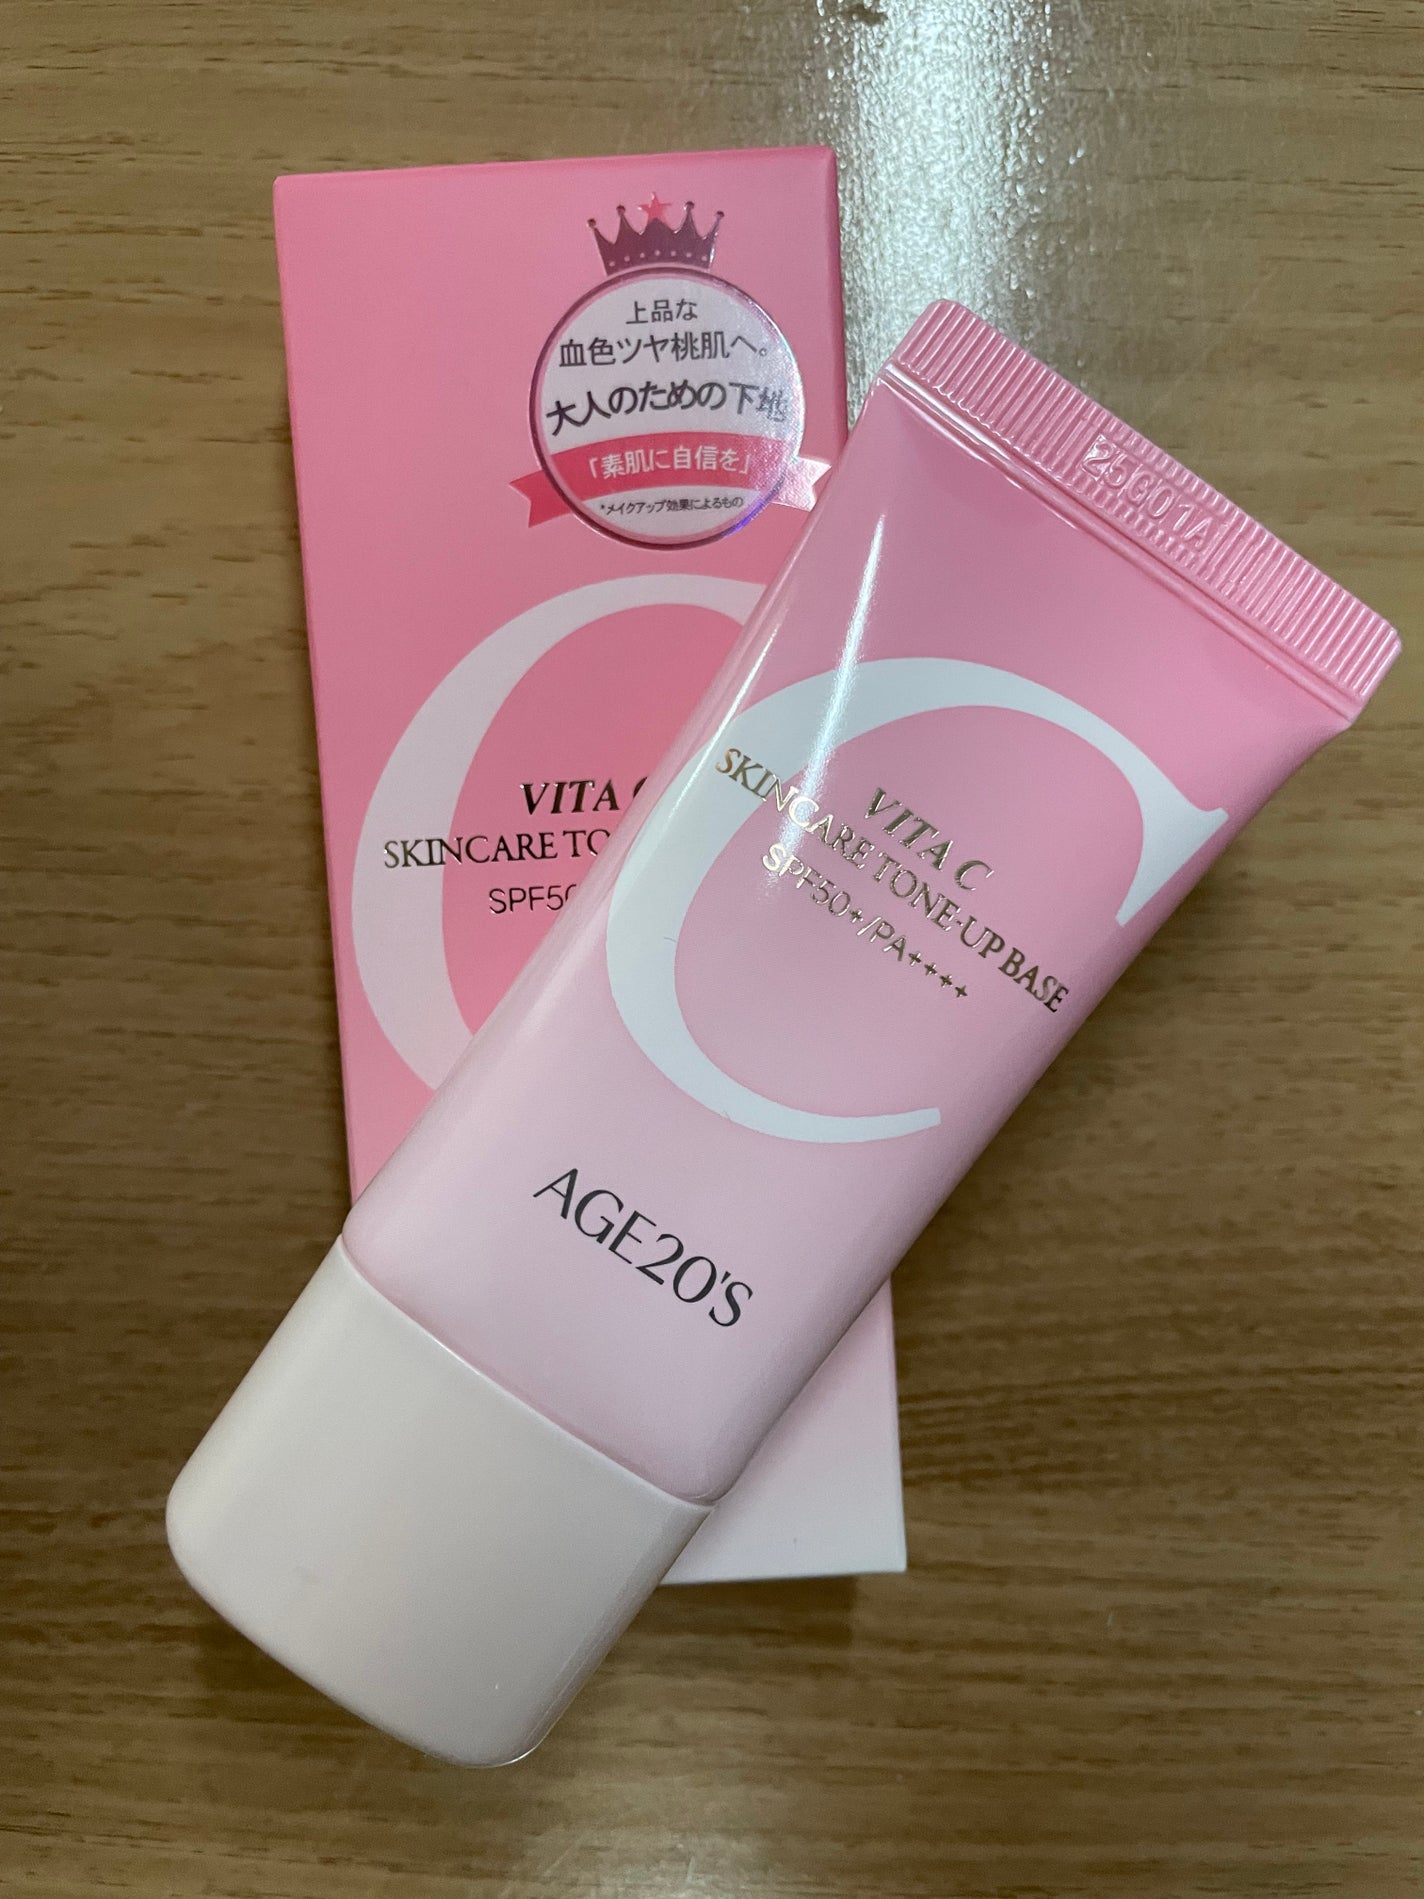 上品な
血色ツヤ桃肌へ。
大人のための下地
「素肌に自信を」
*メイクアップ効果によるもの
VITA
SKINCARE
SPF50
25G01A
C
VITA C
SKINCARE TONE-UP BASE
SPF50+/PA++++
AGE20'S